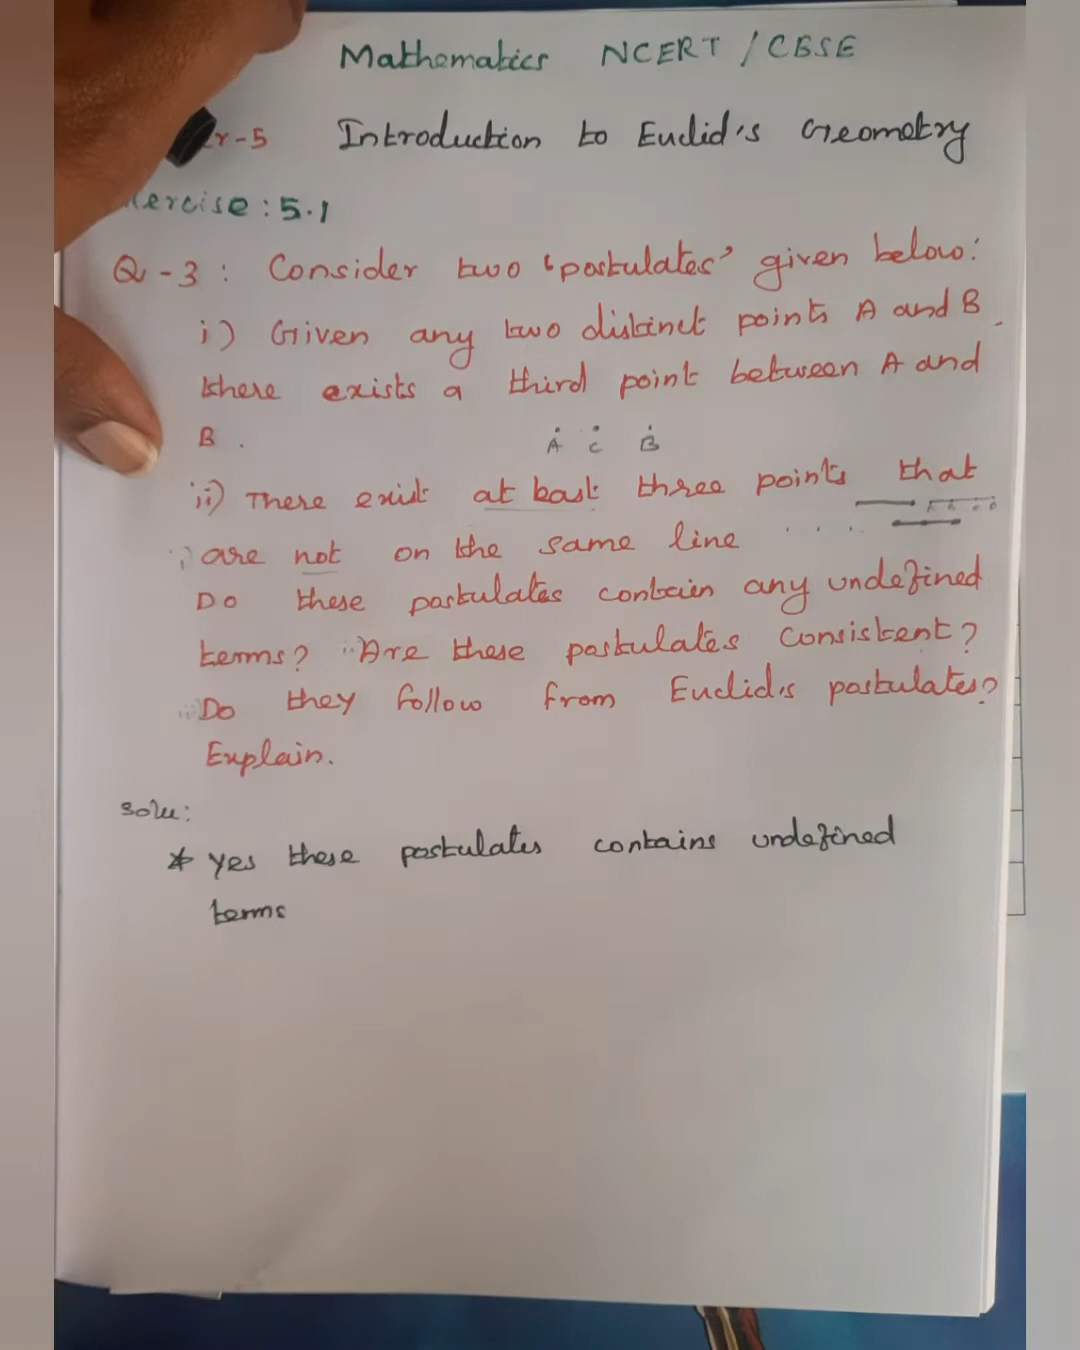 Mathematics NCERT / CBSE
r-5 Introduction to Euclid's Geometry
ercise: 5.1
Q-3: Consider two 'postulates' given below:
i) Given any two distinct points A and B,
there exists a third point between A and
B.
A C B
ii) There exist at least three points that
are not on the same line
Do these postulates contain any undefined
terms? ii Are these postulates consistent?
iii Do they follow from Euclid's postulates?
Explain.
Solu:
* yes these postulates contains undefined
terms